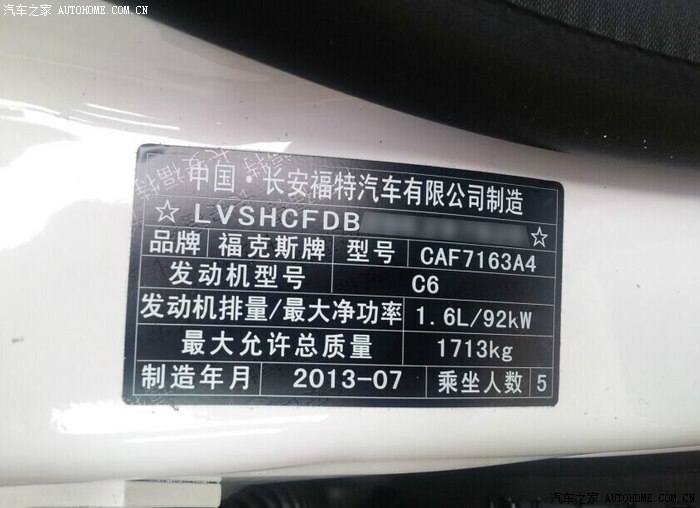 汽车之家 AUTOHOME.COM.CN
中国·长安福特汽车有限公司制造
☆LVSHCFDB ☆
品牌 福克斯牌 型号 CAF7163A4
发动机型号 C6
发动机排量/最大净功率 1.6L/92kW
最大允许总质量 1713kg
制造年月 2013-07 乘坐人数 5
汽车之家 AUTOHOME.COM.CN